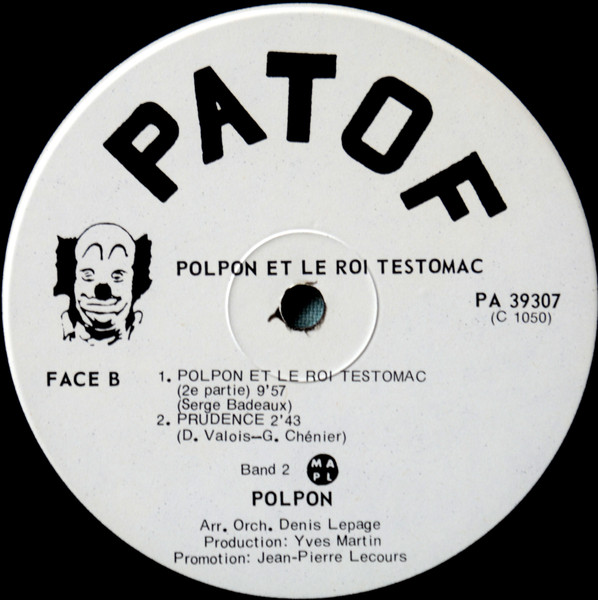 PATOF
POLPON ET LE ROI TESTOMAC
PA 39307
(C 1050)
FACE B
1. POLPON ET LE ROI TESTOMAC
(2e partie) 9'57
(Serge Badeaux)
2. PRUDENCE 2'43
(D. Valois—G. Chénier)
Band 2 MAPL
POLPON
Arr. Orch. Denis Lepage
Production: Yves Martin
Promotion: Jean-Pierre Lecours